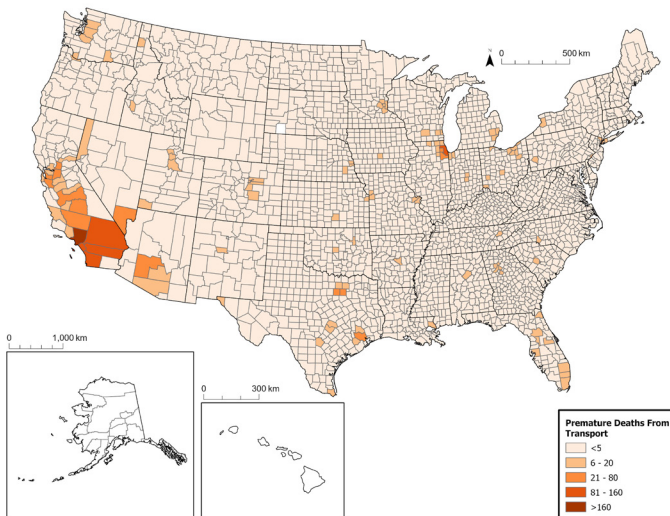 N
0 500 km
0 1,000 km
0 300 km
Premature Deaths From
Transport
<5
6 - 20
21 - 80
81 - 160
>160